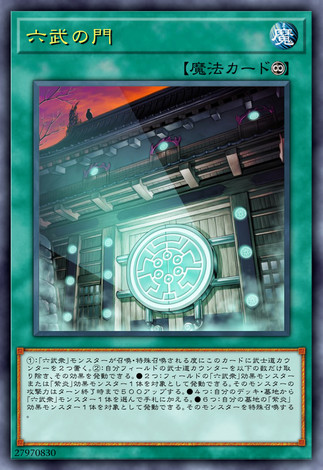 六武の門
【魔法カード♾】
①:「六武衆」モンスターが召喚・特殊召喚される度にこのカードに武士道カウ
ンターを2つ置く。②:自分フィールドの武士道カウンターを以下の数だけ取
り除き、その効果を発動できる。●2つ:フィールドの「六武衆」効果モンスター
または「紫炎」効果モンスター1体を対象として発動できる。そのモンスターの
攻撃力はターン終了時まで500アップする。●4つ:自分のデッキ・墓地から
「六武衆」モンスター1体を選んで手札に加える。●6つ:自分の墓地の「紫炎」
効果モンスター1体を対象として発動できる。そのモンスターを特殊召喚す
る。
27970830
魔